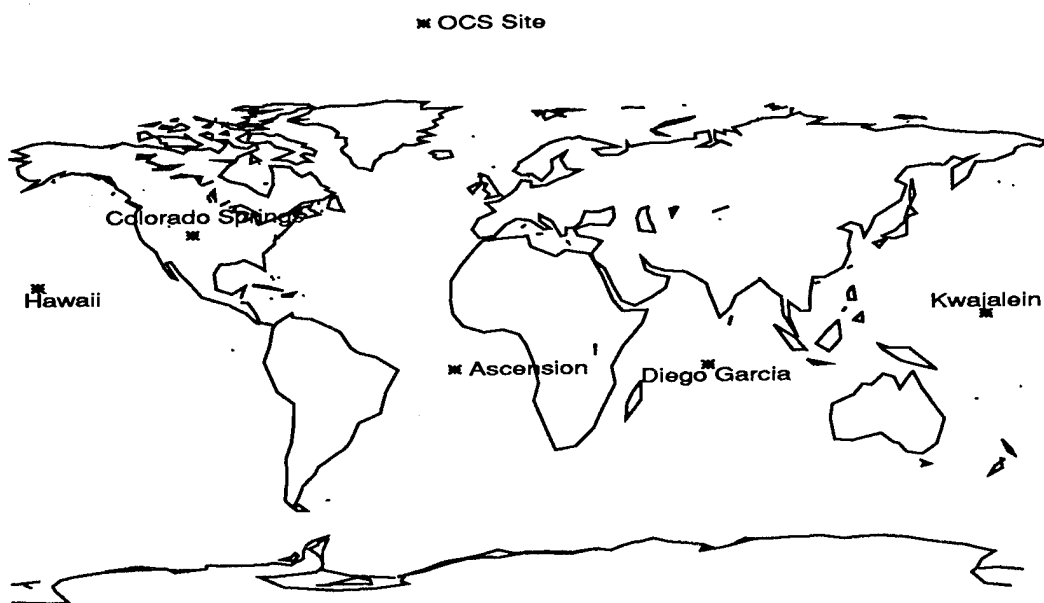 OCS Site
Colorado Springs
Hawaii
Kwajalein
Ascension
Diego Garcia